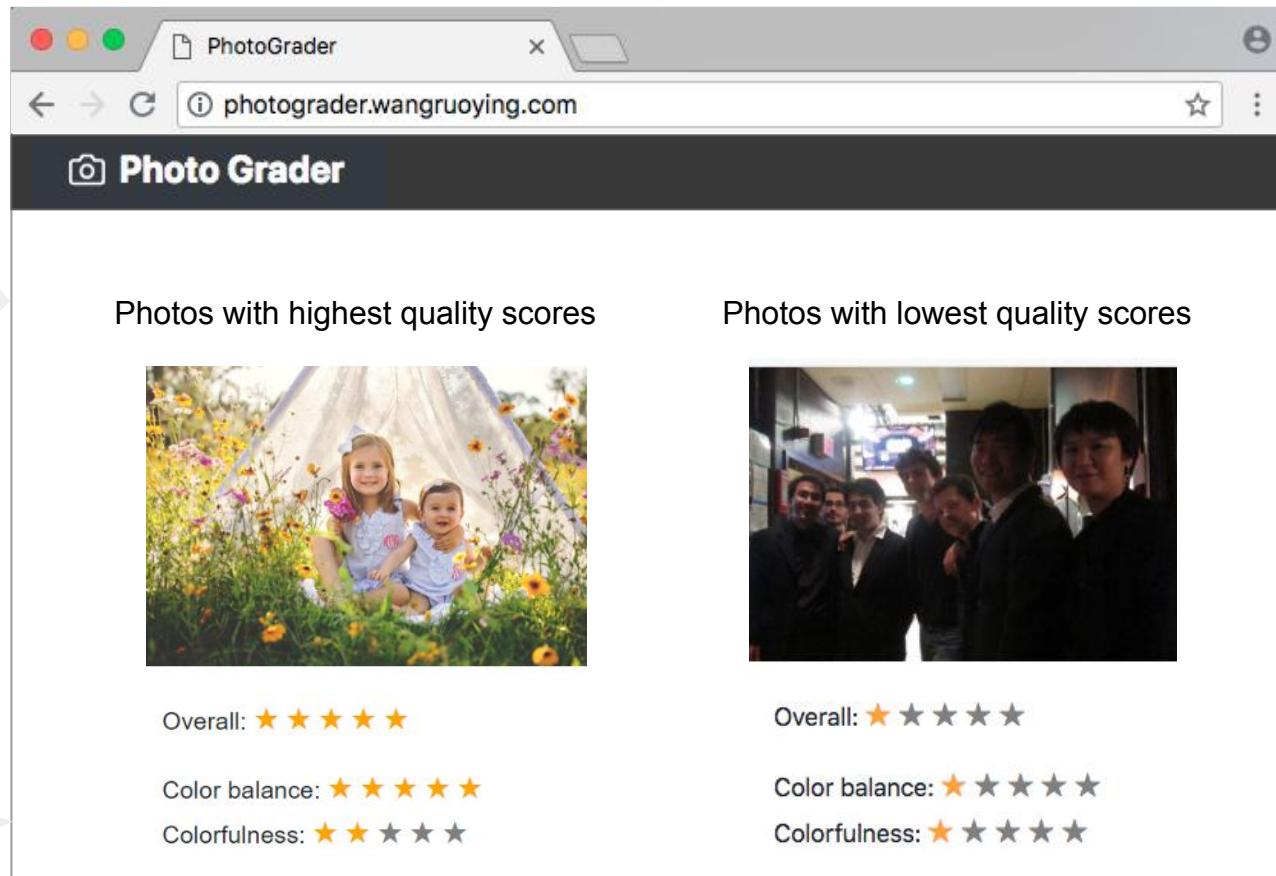 PhotoGrader
photograder.wangruoying.com
Photo Grader
Photos with highest quality scores
Overall: ★ ★ ★ ★ ★
Color balance: ★ ★ ★ ★ ★
Colorfulness: ★ ★ ★ ★ ★
Photos with lowest quality scores
Overall: ★ ★ ★ ★ ★
Color balance: ★ ★ ★ ★ ★
Colorfulness: ★ ★ ★ ★ ★